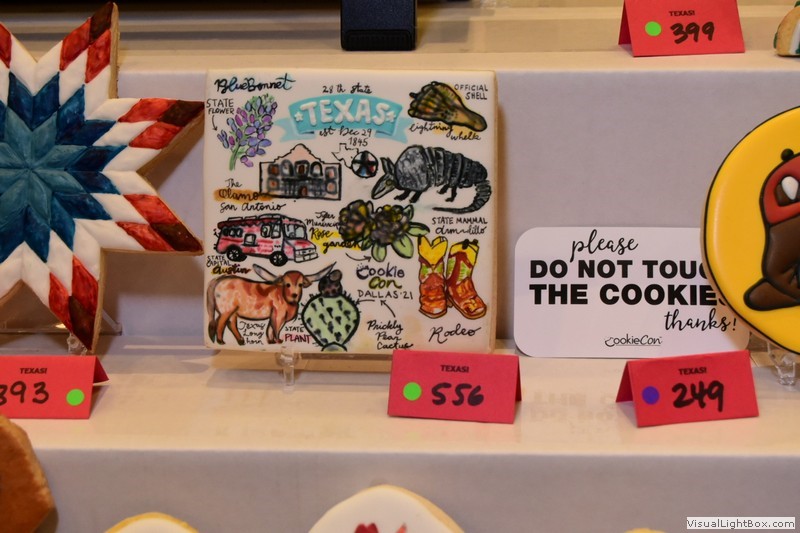 TEXAS!
399
BlueBonnet
STATE
FLOWER
28th State
TEXAS
est Dec 29
1845
OFFICIAL
SHELL
lightning
whelk
The
Alamo
San Antonio
STATE MAMMAL
Armadillo
Tyler
Rose
garden
STATE
CAPITAL
Austin
Cookie
Con
DALLAS '21
Texas
Long
horn
STATE
PLANT
Prickly
Pear
Cactus
Rodeo
please
DO NOT TOUC
THE COOKIES
thanks!
CookieCon
TEXAS!
893
TEXAS!
556
TEXAS!
249
VisualLightBox.com